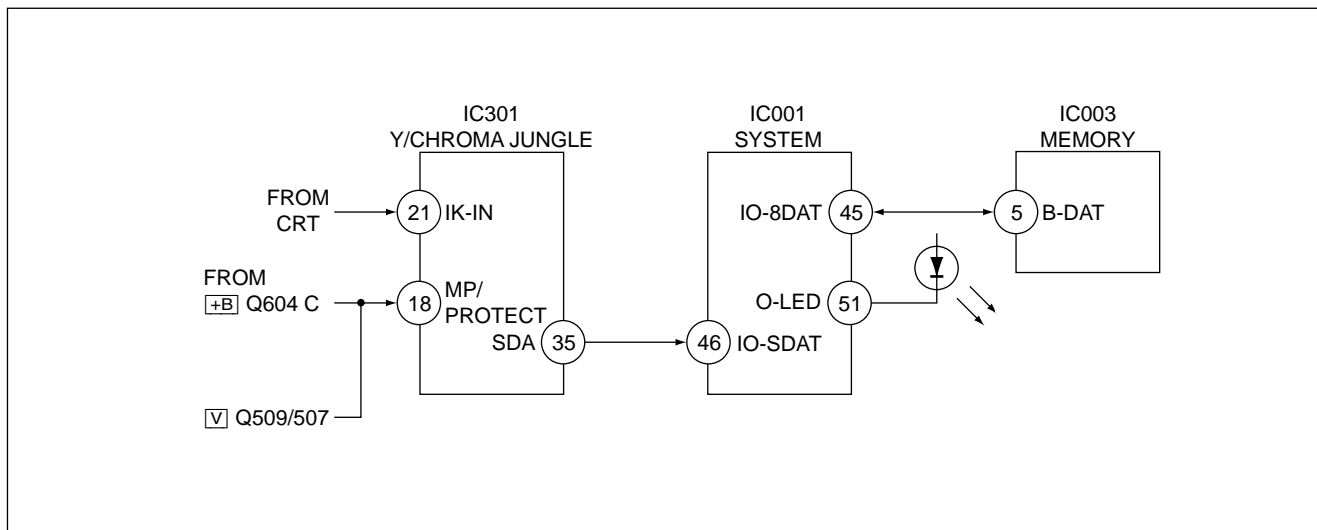 IC301
Y/CHROMA JUNGLE
IC001
SYSTEM
IC003
MEMORY
FROM
CRT
21
IK-IN
IO-8DAT
45
5
B-DAT
FROM
+B Q604 C
18
MP/
PROTECT
O-LED
51
SDA
35
46
IO-SDAT
V Q509/507